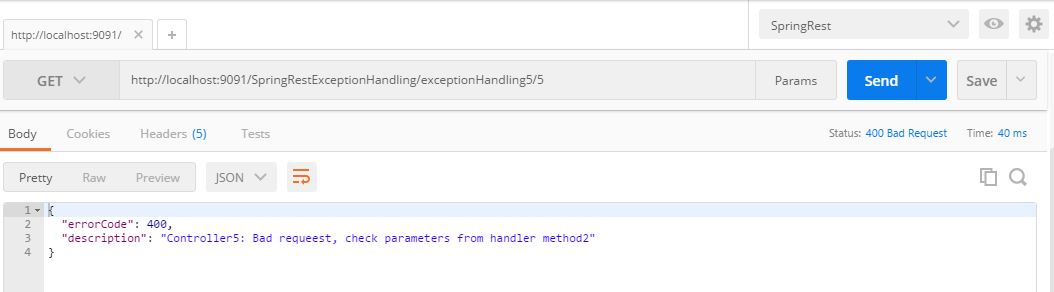 http://localhost:9091/ × +
SpringRest
GET http://localhost:9091/SpringRestExceptionHandling/exceptionHandling5/5 Params Send Save
Body Cookies Headers (5) Tests Status: 400 Bad Request Time: 40 ms
Pretty Raw Preview JSON
1 {
2 "errorCode": 400,
3 "description": "Controller5: Bad requeest, check parameters from handler method2"
4 }